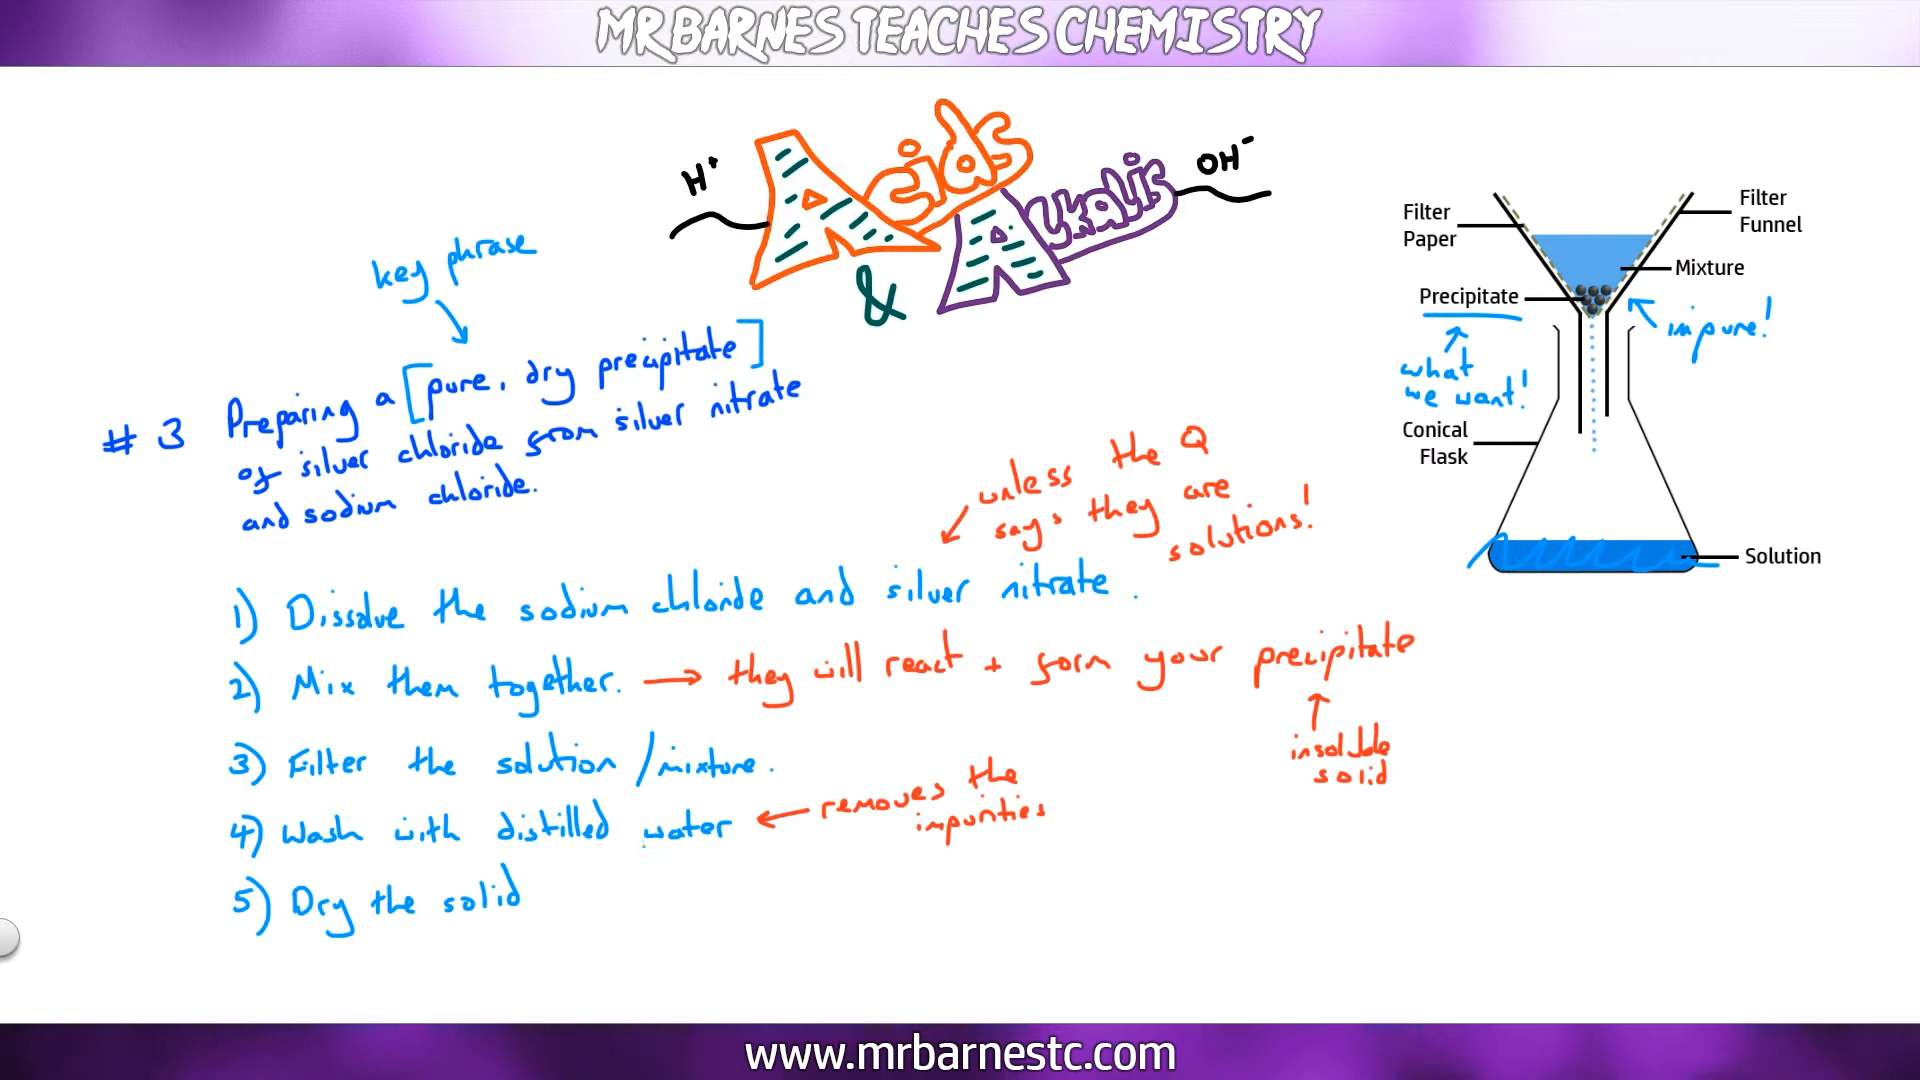 MR BARNES TEACHES CHEMISTRY
H+
Acids
&
Alkalis
OH-
key phrase
#3 Preparing a [pure, dry precipitate]
of silver chloride from silver nitrate
and sodium chloride.
unless the Q
says they are
solutions!
1) Dissolve the sodium chloride and silver nitrate.
2) Mix them together. → they will react + form your precipitate
insoluble
solid
3) Filter the solution/mixture.
4) Wash with distilled water ← removes the
impurities
5) Dry the solid
Filter
Paper
Filter
Funnel
Mixture
Precipitate
impure!
what
we want!
Conical
Flask
Solution
www.mrbarnestc.com